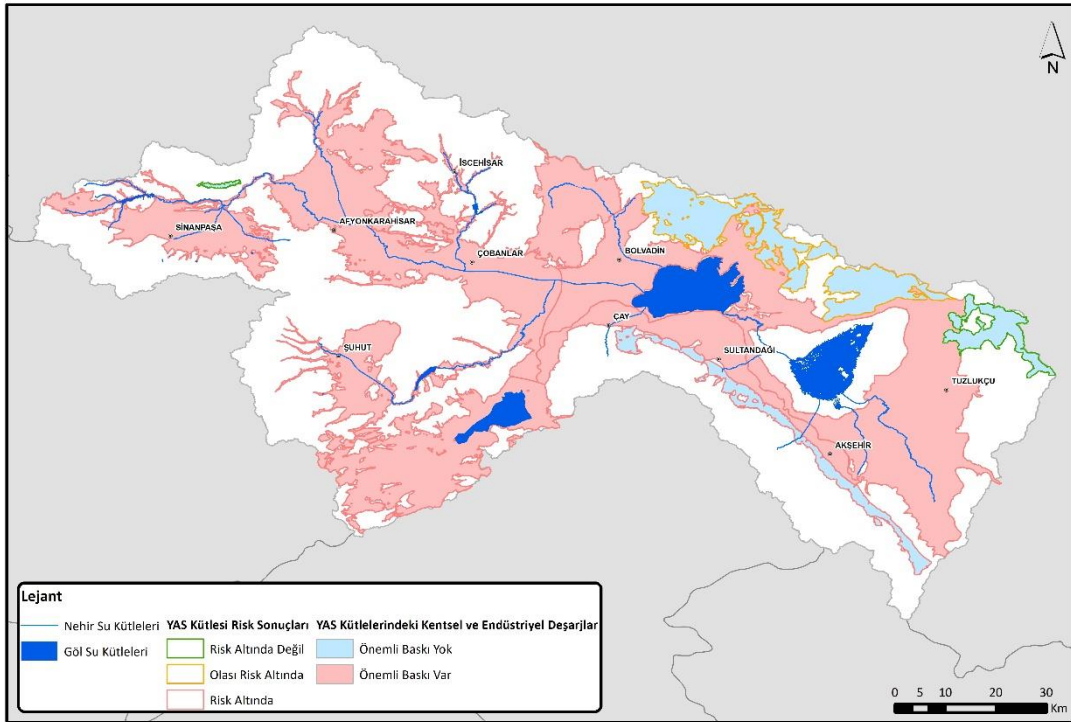 N
İSCEHİSAR
SİNANPAŞA
AFYONKARAHİSAR
ÇOBANLAR
BOLVADİN
ÇAY
ŞUHUT
SULTANDAĞI
TUZLUKÇU
AKŞEHİR
Lejant
Nehir Su Kütleleri
Göl Su Kütleleri
YAS Kütlesi Risk Sonuçları
Risk Altında Değil
Olası Risk Altında
Risk Altında
YAS Kütlelerindeki Kentsel ve Endüstriyel Deşarjlar
Önemli Baskı Yok
Önemli Baskı Var
0 5 10 20 30
Km